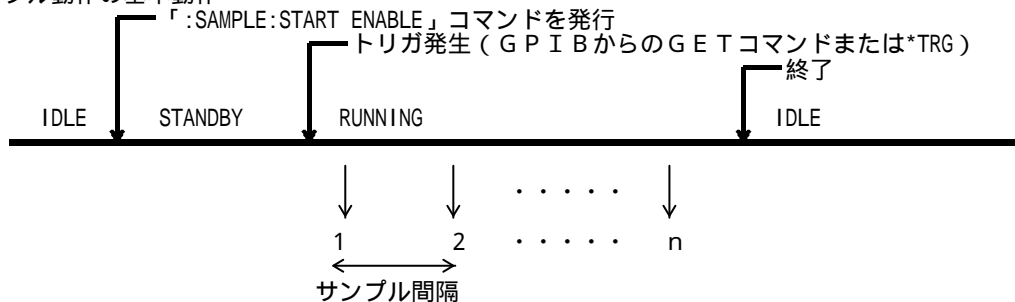 「:SAMPLE:START ENABLE」コマンドを発行
トリガ発生(GPIBからのGETコマンドまたは*TRG)
終了
IDLE STANDBY RUNNING IDLE
・・・・・
1 2 ・・・・・ n
サンプル間隔